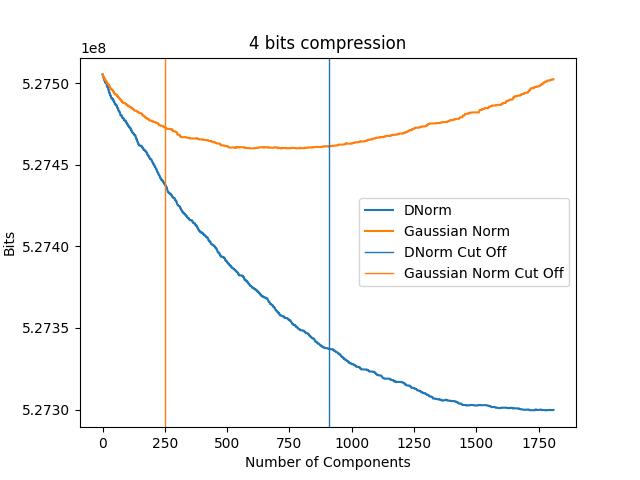 4 bits compression
1e8
5.2750
5.2745
5.2740
5.2735
5.2730
Bits
DNorm
Gaussian Norm
DNorm Cut Off
Gaussian Norm Cut Off
0 250 500 750 1000 1250 1500 1750
Number of Components